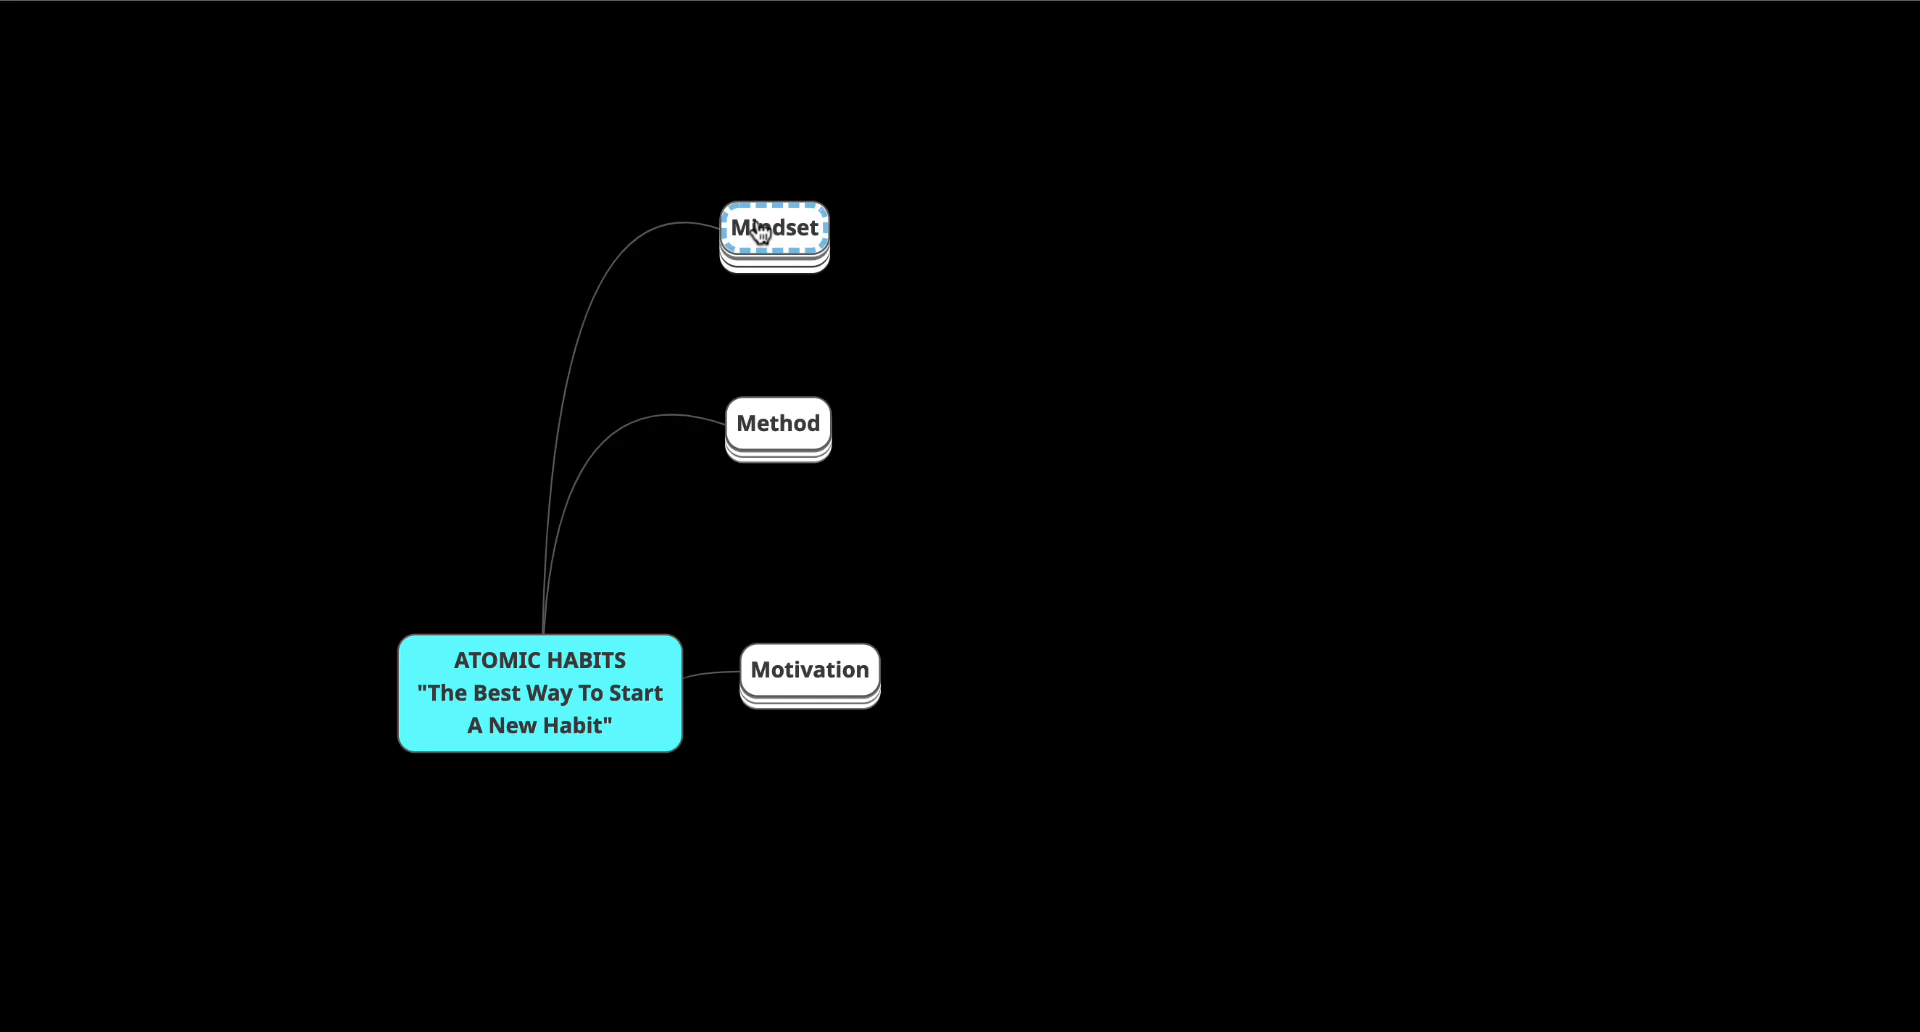 Mindset
Method
Motivation
ATOMIC HABITS
"The Best Way To Start
A New Habit"